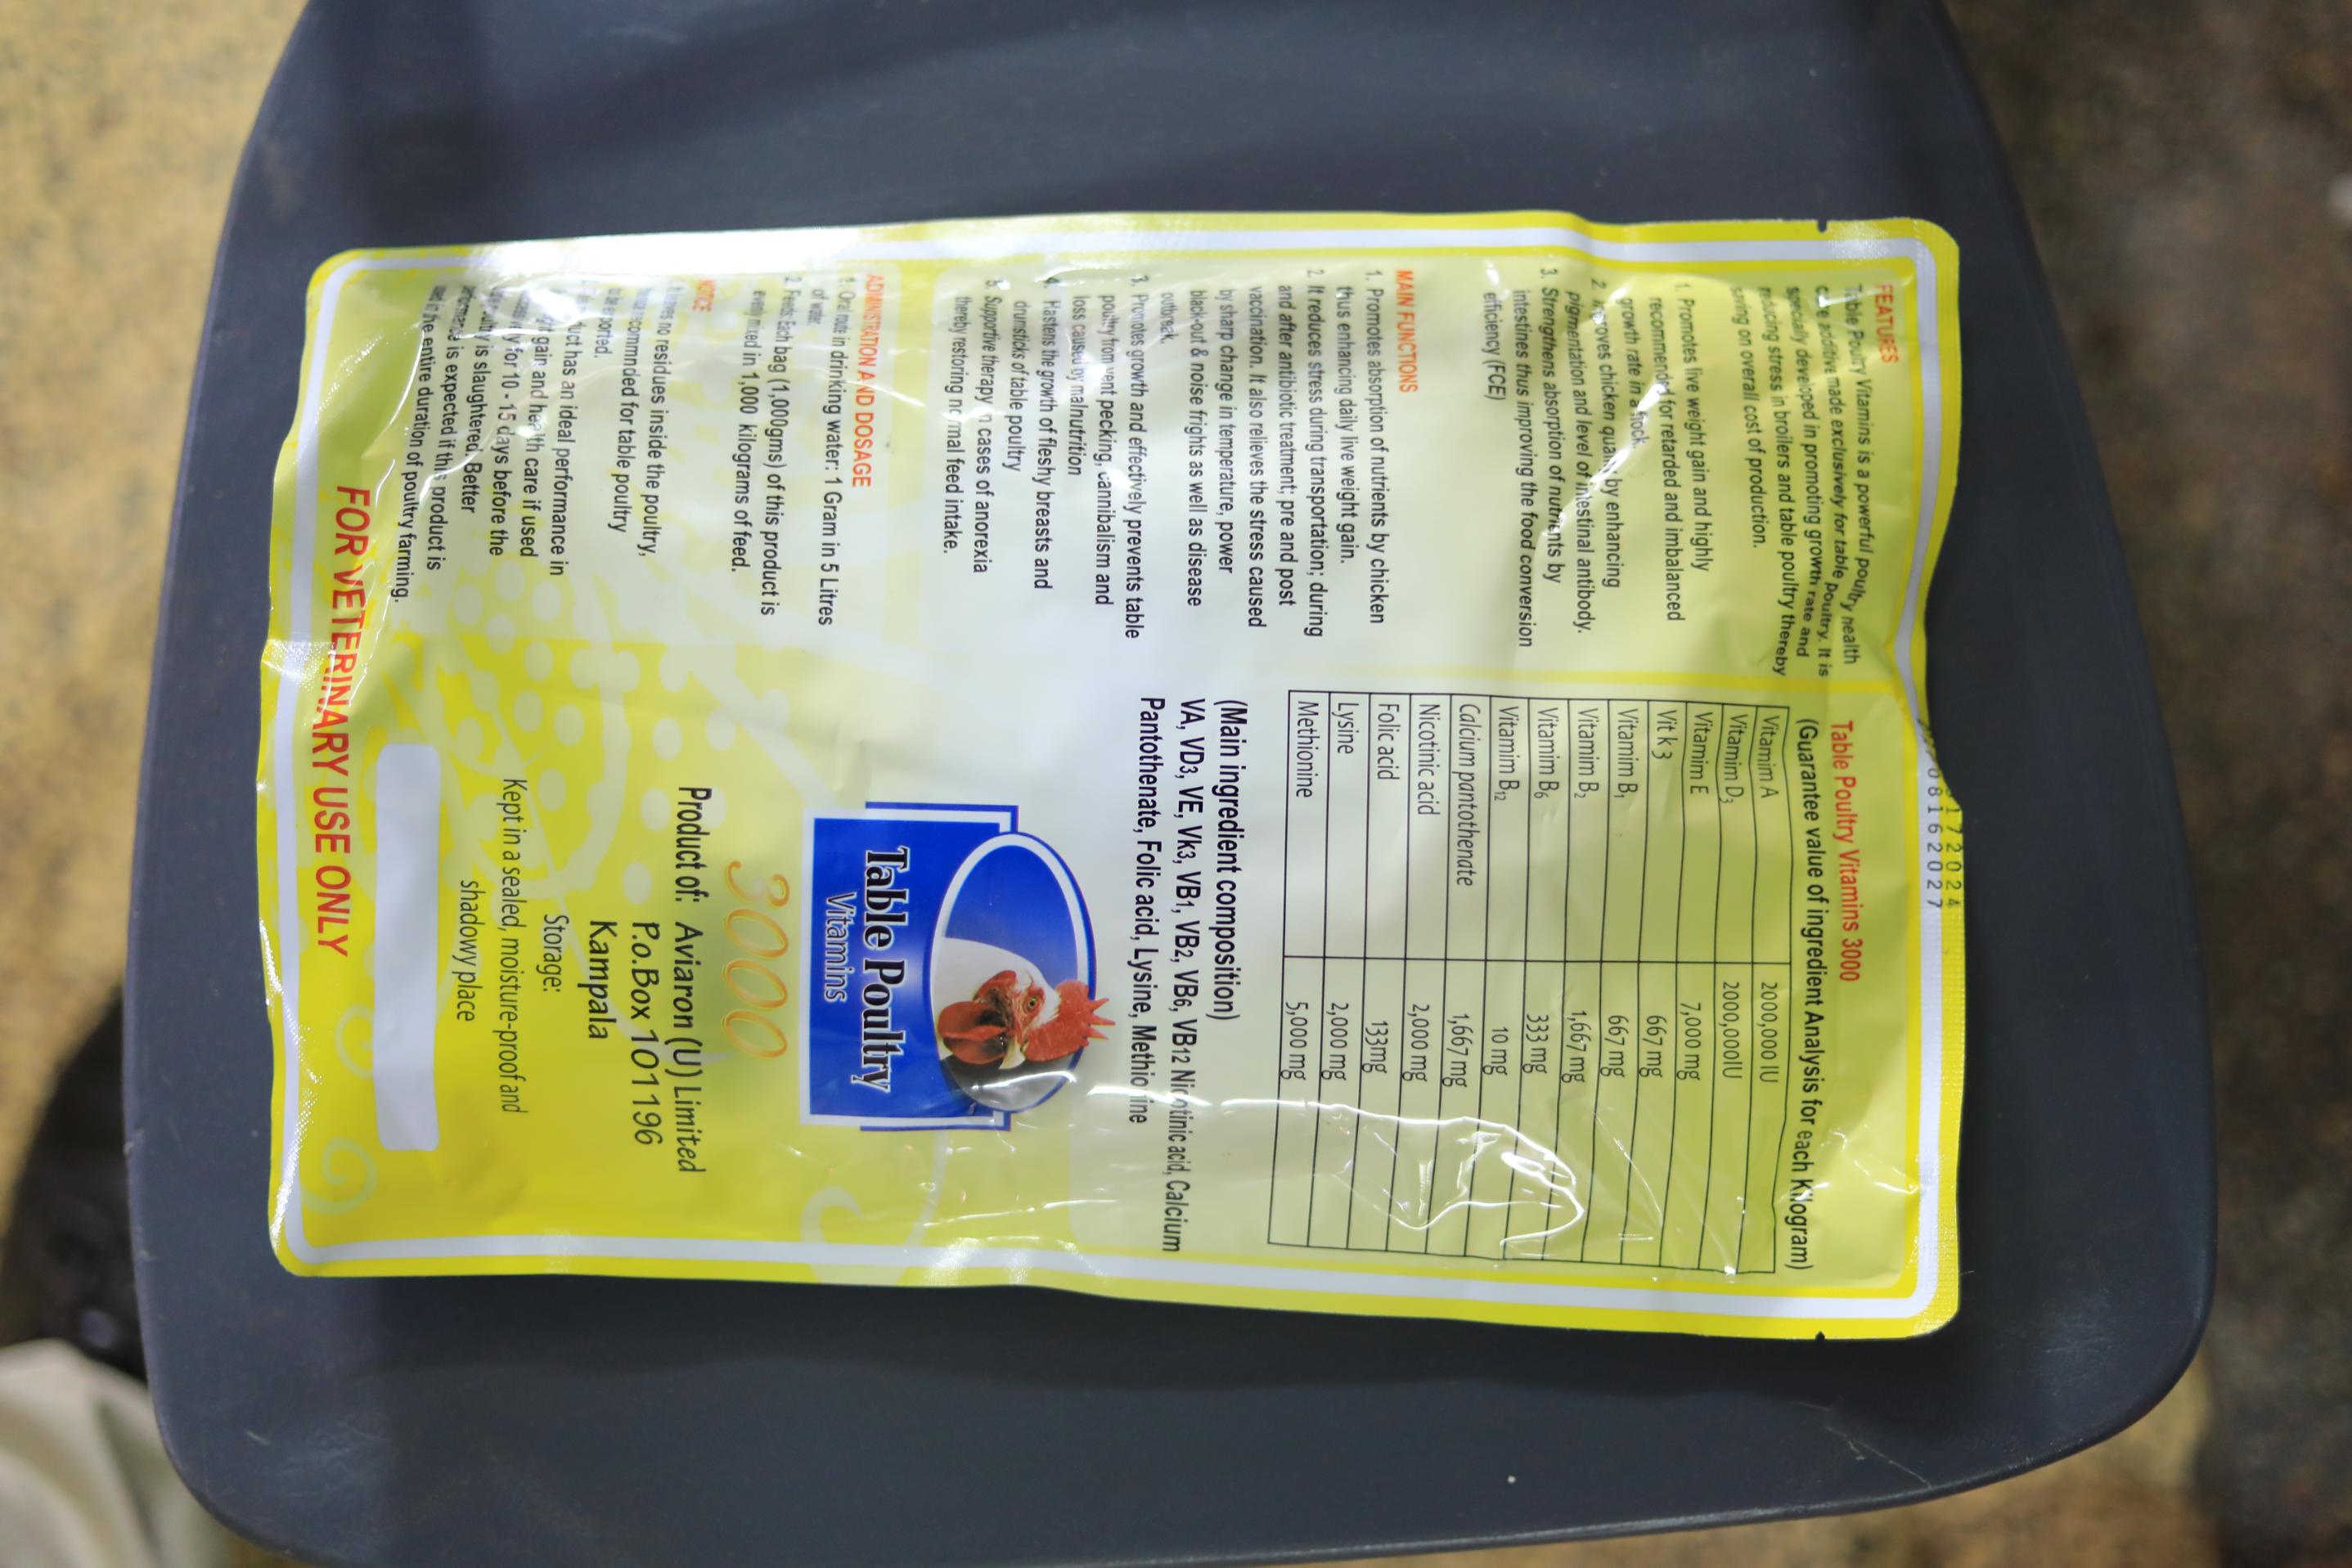 FEATURES
Table Poultry Vitamins is a powerful poultry health
care additive made exclusively for table poultry. It is
specially developed in promoting growth rate and
reducing stress in broilers and table poultry thereby
saving on overall cost of production.
1. Promotes live weight gain and highly
recommended for retarded and imbalanced
growth rate in a flock.
2. Improves chicken quality by enhancing
pigmentation and level of intestinal antibody.
3. Strengthens absorption of nutrients by
intestines thus improving the food conversion
efficiency (FCE)
MAIN FUNCTIONS
1. Promotes absorption of nutrients by chicken
thus enhancing daily live weight gain.
2. It reduces stress during transportation; during
and after antibiotic treatment; pre and post
vaccination. It also relieves the stress caused
by sharp change in temperature, power
black-out & noise frights as well as disease
outbreak.
3. Promotes growth and effectively prevents table
poultry from vent pecking, cannibalism and
loss caused by malnutrition
4. Hastens the growth of fleshy breasts and
drumsticks of table poultry
5. Supportive therapy in cases of anorexia
thereby restoring normal feed intake.
ADMINISTRATION AND DOSAGE
1. Oral route in drinking water: 1 Gram in 5 Litres
of water.
2. Feeds: Each bag (1,000gms) of this product is
evenly mixed in 1,000 kilograms of feed.
NOTICE
no residues inside the poultry,
recommnded for table poultry
to be exported.
has an ideal performance in
gain and health care if used
for 10 - 15 days before the
is slaughtered. Better
performance is expected if this product is
used in the entire duration of poultry farming.
172024
08162027
Table Poultry Vitamins 3000
(Guarantee value of ingredient Analysis for each Kilogram)
Vitamim A 2000,000 IU
Vitamim D3 2000,000IU
Vitamim E 7,000 mg
Vit k 3 667 mg
Vitamim B1 667 mg
Vitamim B2 1,667 mg
Vitamim B6 333 mg
Vitamim B12 10 mg
Calcium pantothenate 1,667 mg
Nicotinic acid 2,000 mg
Folic acid 133mg
Lysine 2,000 mg
Methionine 5,000 mg
(Main ingredient composition)
VA, VD3, VE, Vk3, VB1, VB2, VB6, VB12 Nicotinic acid, Calcium
Pantothenate, Folic acid, Lysine, Methionine
Table Poultry
Vitamins
3000
Product of: Aviaron (U) Limited
P.o.Box 101196
Kampala
Storage:
Kept in a sealed, moisture-proof and
shadowy place
FOR VETERINARY USE ONLY